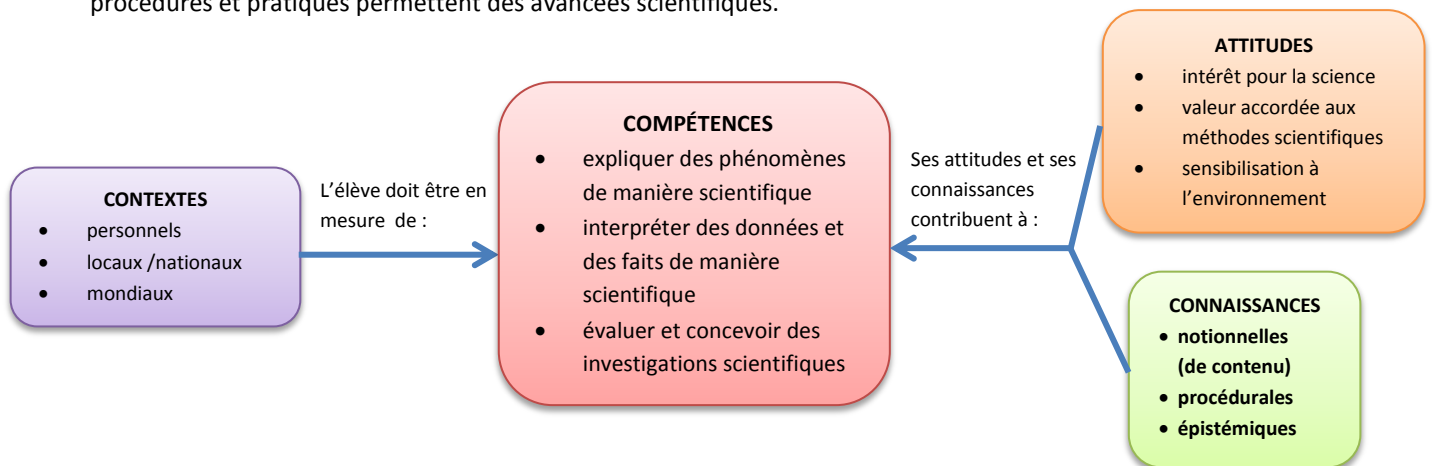 procédures et pratiques permettent des avancées scientifiques.
CONTEXTES
• personnels
• locaux /nationaux
• mondiaux
L’élève doit être en
mesure de :
COMPÉTENCES
• expliquer des phénomènes
de manière scientifique
• interpréter des données et
des faits de manière
scientifique
• évaluer et concevoir des
investigations scientifiques
Ses attitudes et ses
connaissances
contribuent à :
ATTITUDES
• intérêt pour la science
• valeur accordée aux
méthodes scientifiques
• sensibilisation à
l’environnement
CONNAISSANCES
• notionnelles
(de contenu)
• procédurales
• épistémiques